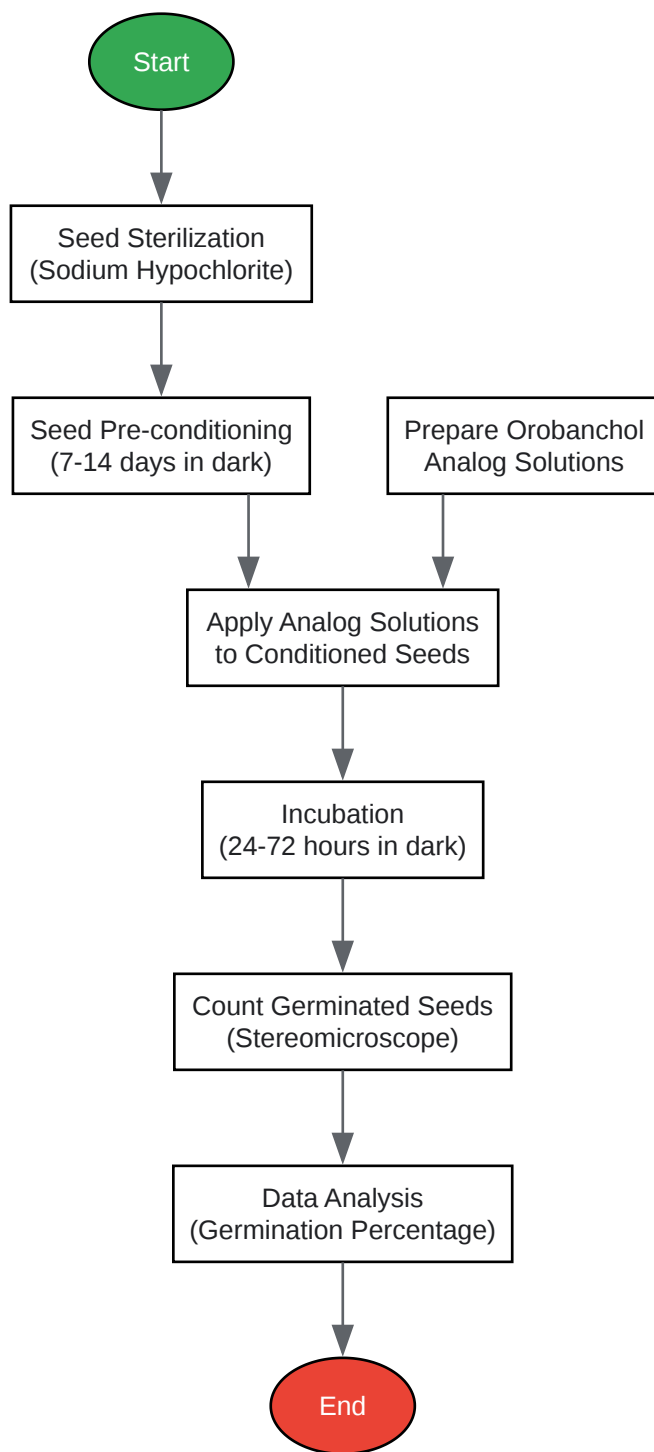 Start
Seed Sterilization
(Sodium Hypochlorite)
Seed Pre-conditioning
(7-14 days in dark)
Prepare Orobanchol
Analog Solutions
Apply Analog Solutions
to Conditioned Seeds
Incubation
(24-72 hours in dark)
Count Germinated Seeds
(Stereomicroscope)
Data Analysis
(Germination Percentage)
End